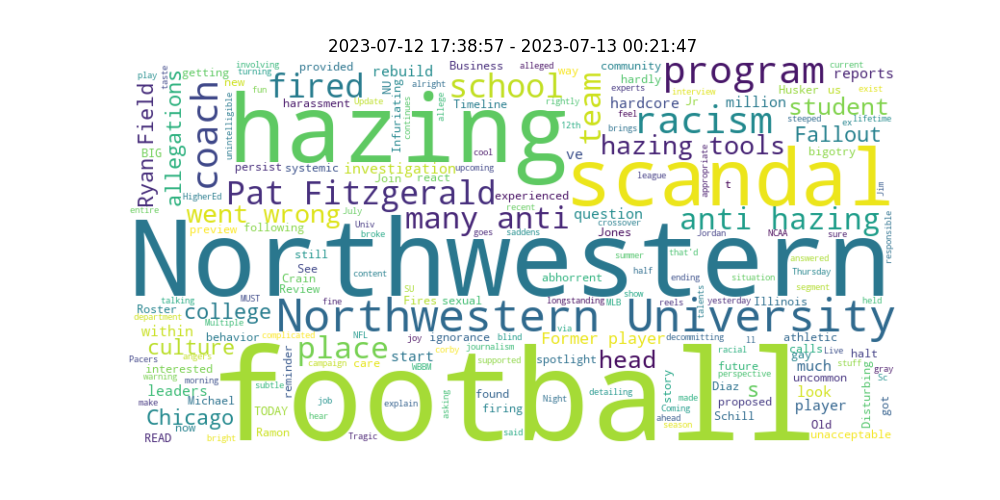 2023-07-12 17:38:57 - 2023-07-13 00:21:47
play
taste
involving
turning
provided
rebuild
Business
alleged
way
community
experts
program
current
reports
getting
new
fun
fired
NU
alright
school
team
hardly
interview
exist
Husker us
Ryan Field
allegations
coach
unintelligible
hazing
harassment
Update
continues
Infuriating
allege
Timeline
rightly
12th
hardcore
feel
Jr
million
student
racism
brings
steeped
ex
lifetime
Fallout
BIG
persist
systemic
investigation
Join
react
cool
upcoming
ve
hazing tools
league
appropriate
t
bigotry
HigherEd
scandal
Jim
Pat Fitzgerald
experienced
recent
entire
went wrong
July
many anti
question
crossover
anti hazing
preview
following
Univ
broke
goes
saddens
Jones
Jordan
NCAA
sure
responsible
Northwestern
still
See
Crain
Review
content
SU
abhorrent
summer
half
that'd
ending
situation
answered
Thursday
segment
talking
Roster
department
MUST
college
Multiple
fine
Northwestern University
Fires
sexual
longstanding
MLB
show
reels
talents
yesterday
Illinois
held
within
behavior
complicated
NFL
joy
ignorance
blind
via
Former player
decommitting
ll
athletic
culture
place
WBBM
start
corby
journalism
supported
spotlight
head
racial
future
perspective
calls
gay
Live
halt
stuff
Pacers
angers
interested
warning
morning
leaders
subtle
reminder
campaign
care
football
found
firing
Night
detailing
story
made
Coming
s
Diaz
proposed
much
uncommon
look
Disturbing
gray
Sc
got
make
Michael
TODAY
job
hear
explain
asking
ahead
season
Schill
player
Chicago
now
READ
bright
Ramon
Tragic
said
Old
unacceptable